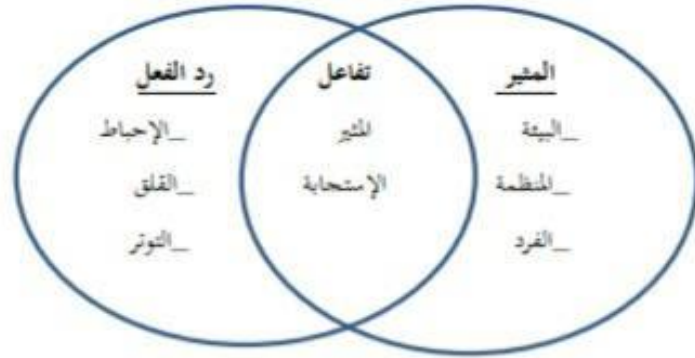 المثير
تفاعل
رد الفعل
_البيئة
المثير
_الإحباط
_المنظمة
الإستجابة
_القلق
_الفرد
_التوتر